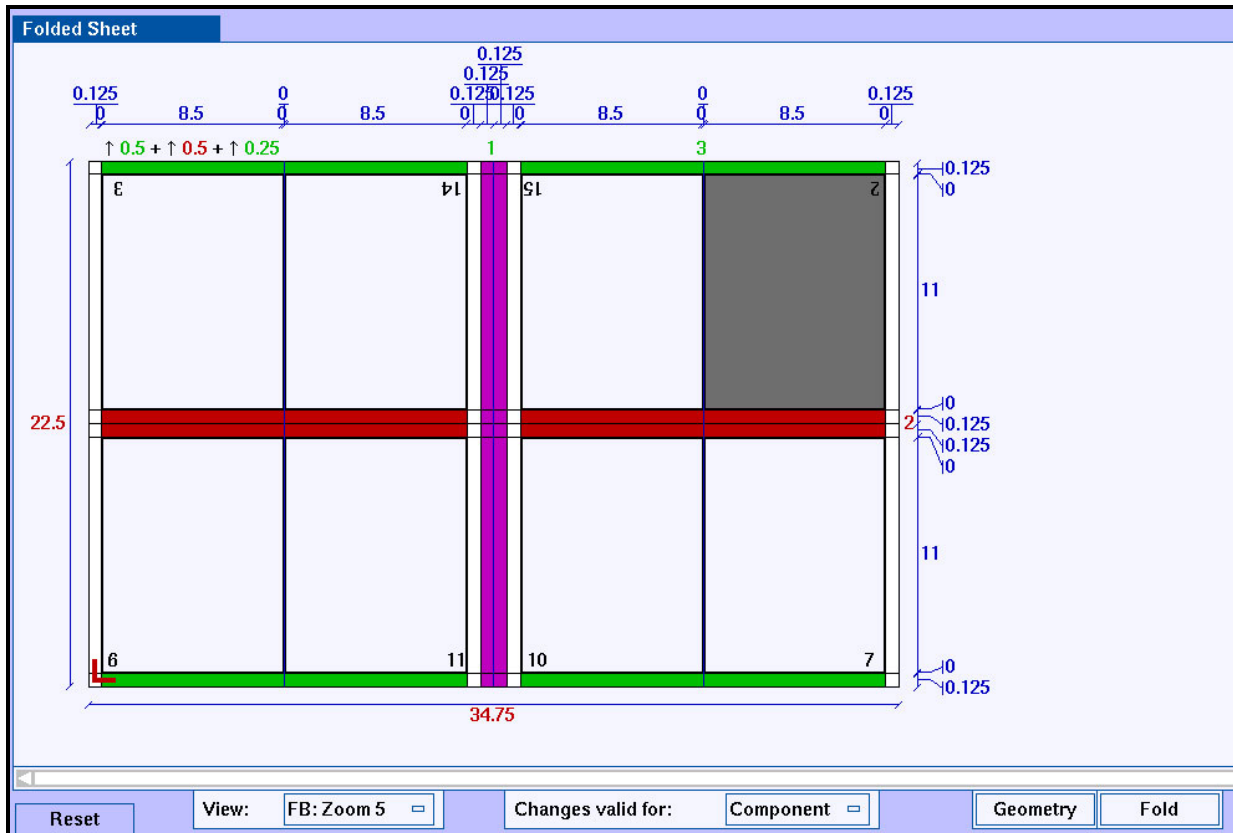 Folded Sheet
0.125
0.125
0.125 0 0.125 0.125 0 0.125
0 8.5 0 8.5 0 0 8.5 0 8.5 0
↑ 0.5 + ↑ 0.5 + ↑ 0.25 1 3
0.125
0
3 14 15 2
11
0
22.5 2 0.125
0.125
0
11
6 11 10 7
0
0.125
34.75
Reset View: FB: Zoom 5 Changes valid for: Component Geometry Fold